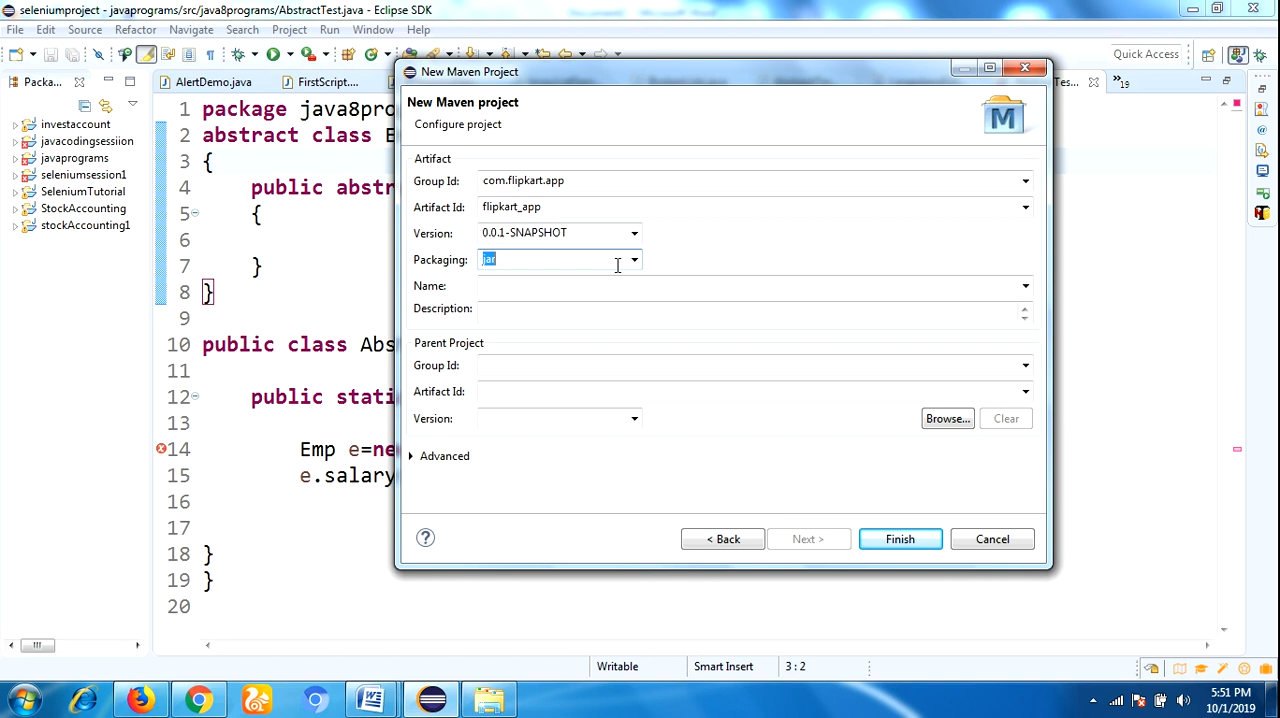 seleniumproject - javaprograms/src/java8programs/AbstractTest.java - Eclipse SDK
File Edit Source Refactor Navigate Search Project Run Window Help
Quick Access
Packa...
AlertDemo.java
FirstScript....
Tes...
19
investaccount
javacodingsession
javaprograms
seleniumsession1
SeleniumTutorial
StockAccounting
stockAccounting1
1 package java8pro
2 abstract class E
3 {
4 public abstr
5 {
6
7 }
8 }
9
10 public class Abs
11
12 public stati
13
14 Emp e=ne
15 e.salary
16
17
18 }
19 }
20
New Maven Project
New Maven project
Configure project
M
Artifact
Group Id: com.flipkart.app
Artifact Id: flipkart_app
Version: 0.0.1-SNAPSHOT
Packaging: jar
Name:
Description:
Parent Project
Group Id:
Artifact Id:
Version:
Browse... Clear
Advanced
? < Back Next > Finish Cancel
Writable Smart Insert 3 : 2
5:51 PM
10/1/2019